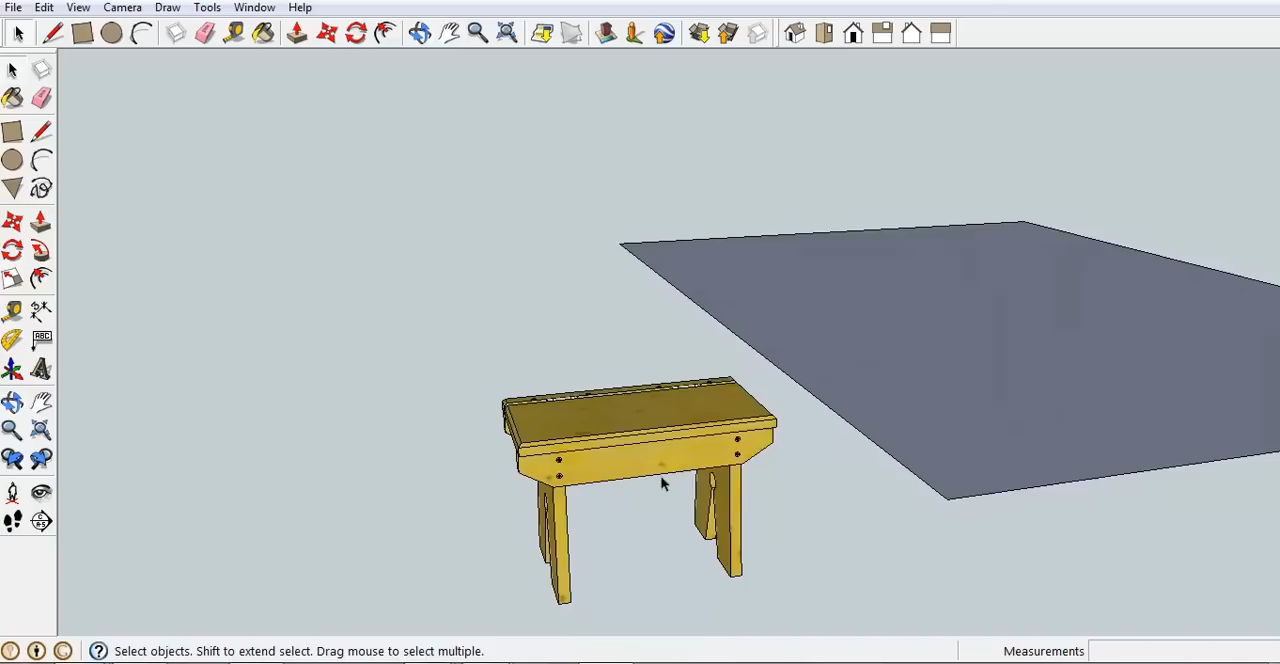 File Edit View Camera Draw Tools Window Help
ABC
Select objects. Shift to extend select. Drag mouse to select multiple. Measurements